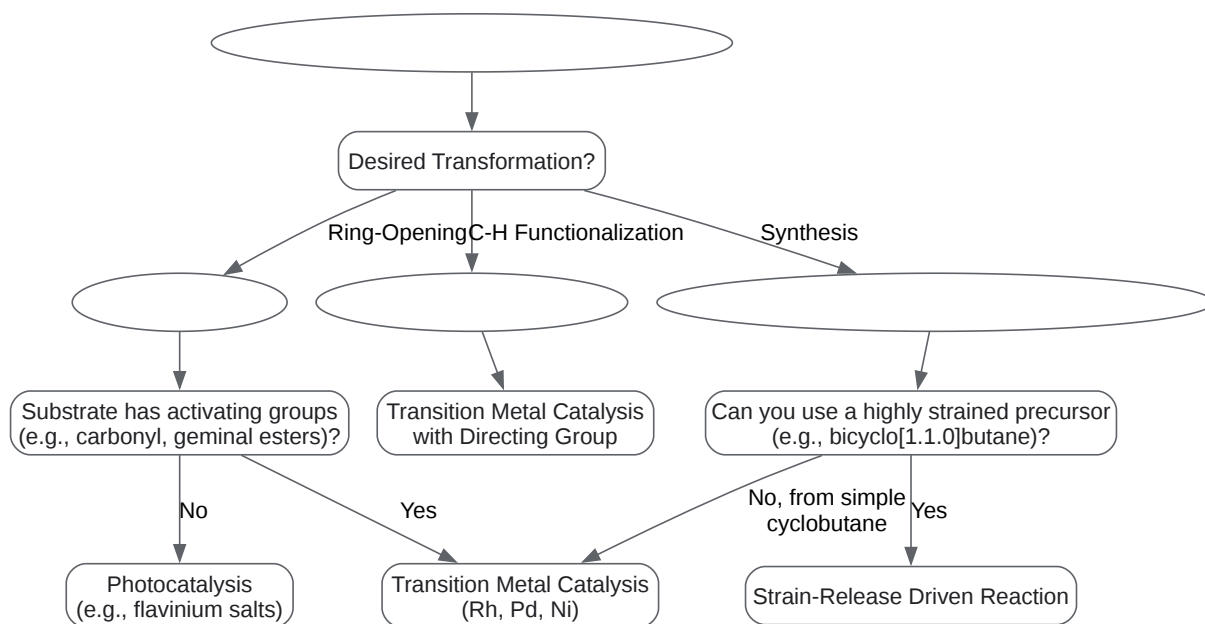 Desired Transformation?
Ring-Opening
C-H Functionalization
Synthesis
Substrate has activating groups
(e.g., carbonyl, geminal esters)?
Transition Metal Catalysis
with Directing Group
Can you use a highly strained precursor
(e.g., bicyclo[1.1.0]butane)?
No
Yes
No, from simple
cyclobutane
Yes
Photocatalysis
(e.g., flavinium salts)
Transition Metal Catalysis
(Rh, Pd, Ni)
Strain-Release Driven Reaction